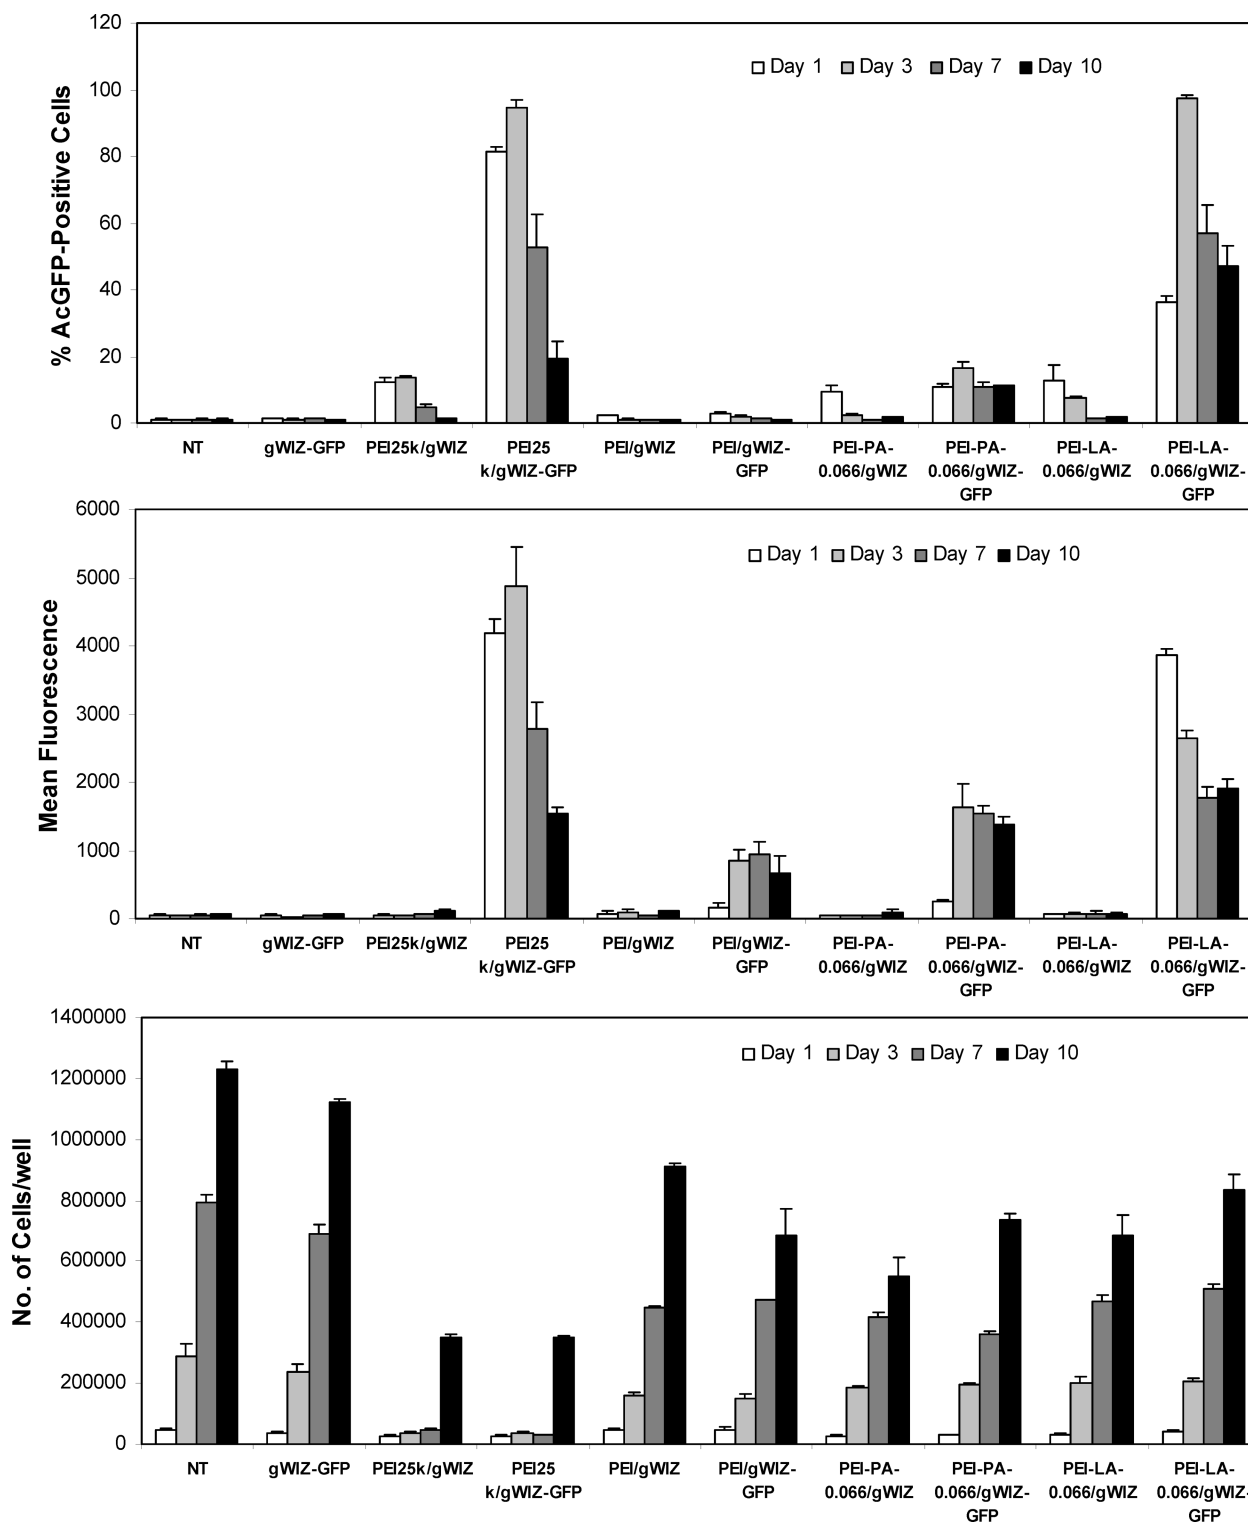 120
100
80
60
40
20
0
% AcGFP-Positive Cells
Day 1 Day 3 Day 7 Day 10
NT gWIZ-GFP PEI25k/gWIZ PEI25 PEI/gWIZ PEI/gWIZ- PEI-PA- PEI-PA- PEI-LA- PEI-LA-
k/gWIZ-GFP GFP 0.066/gWIZ 0.066/gWIZ- 0.066/gWIZ 0.066/gWIZ-
GFP GFP
6000
5000
4000
3000
2000
1000
0
Mean Fluorescence
Day 1 Day 3 Day 7 Day 10
NT gWIZ-GFP PEI25k/gWIZ PEI25 PEI/gWIZ PEI/gWIZ- PEI-PA- PEI-PA- PEI-LA- PEI-LA-
k/gWIZ-GFP GFP 0.066/gWIZ 0.066/gWIZ- 0.066/gWIZ 0.066/gWIZ-
GFP GFP
1400000
1200000
1000000
800000
600000
400000
200000
0
No. of Cells/well
Day 1 Day 3 Day 7 Day 10
NT gWIZ-GFP PEI25k/gWIZ PEI25 PEI/gWIZ PEI/gWIZ- PEI-PA- PEI-PA- PEI-LA- PEI-LA-
k/gWIZ-GFP GFP 0.066/gWIZ 0.066/gWIZ- 0.066/gWIZ 0.066/gWIZ-
GFP GFP